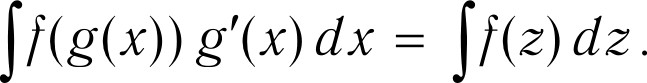 ∫f(g(x)) g′(x) dx = ∫f(z) dz.